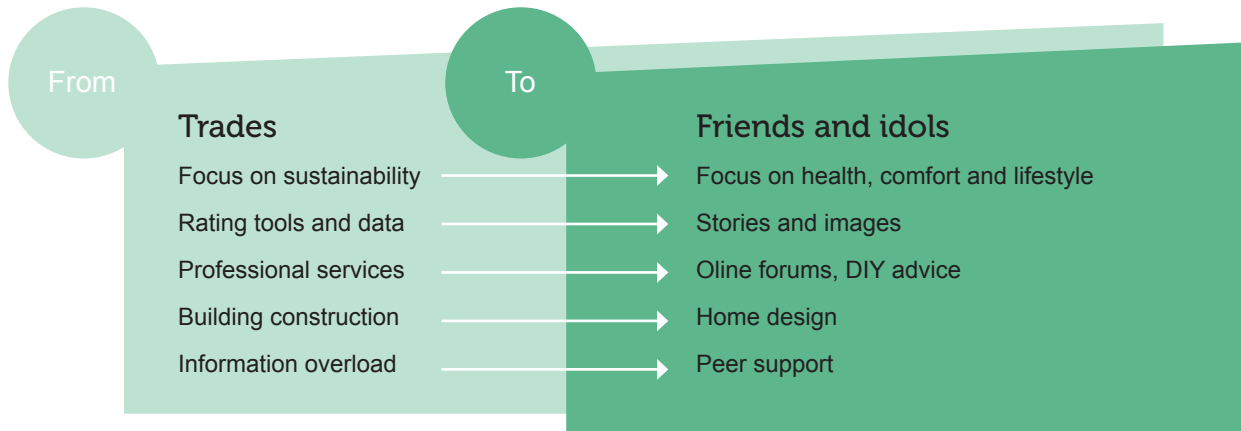 From
To
Trades
Friends and idols
Focus on sustainability
Focus on health, comfort and lifestyle
Rating tools and data
Stories and images
Professional services
Oline forums, DIY advice
Building construction
Home design
Information overload
Peer support